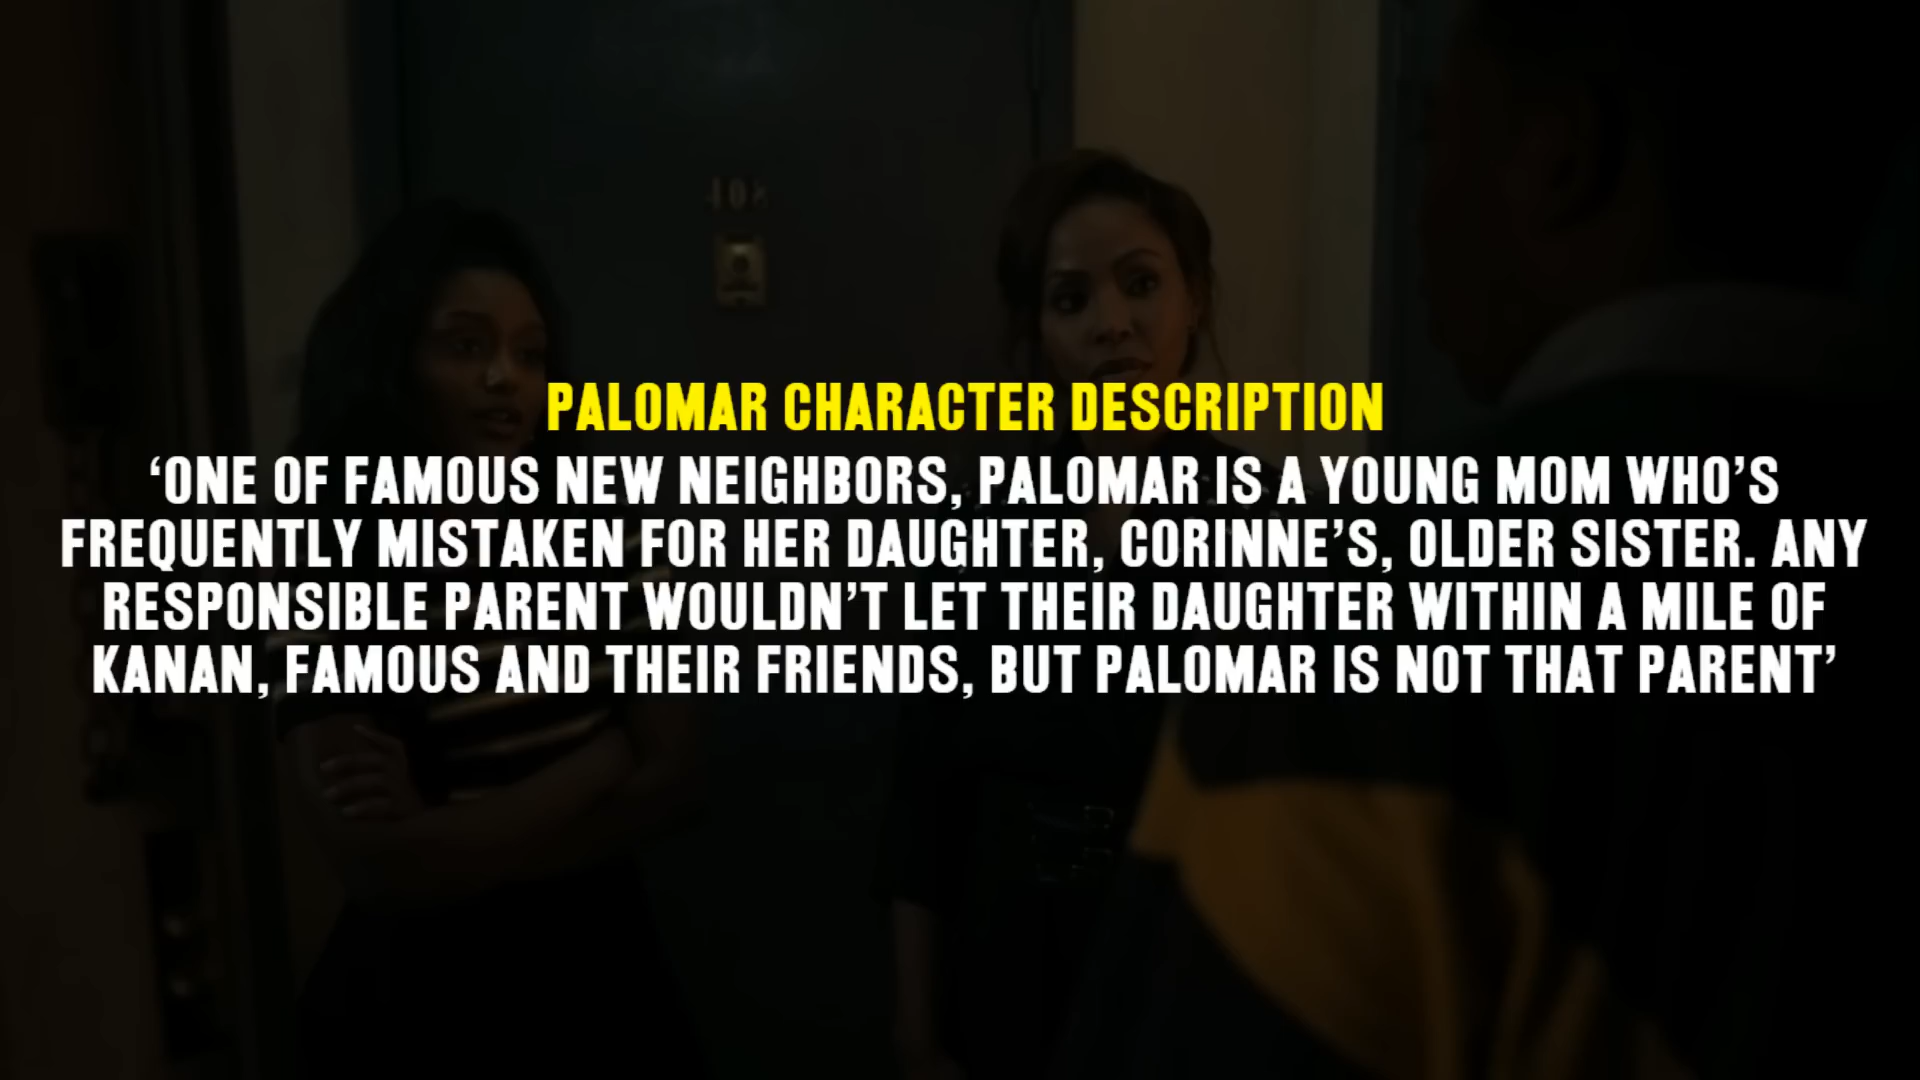 408
PALOMAR CHARACTER DESCRIPTION
‘ONE OF FAMOUS NEW NEIGHBORS, PALOMAR IS A YOUNG MOM WHO’S
FREQUENTLY MISTAKEN FOR HER DAUGHTER, CORINNE’S, OLDER SISTER. ANY
RESPONSIBLE PARENT WOULDN’T LET THEIR DAUGHTER WITHIN A MILE OF
KANAN, FAMOUS AND THEIR FRIENDS, BUT PALOMAR IS NOT THAT PARENT’